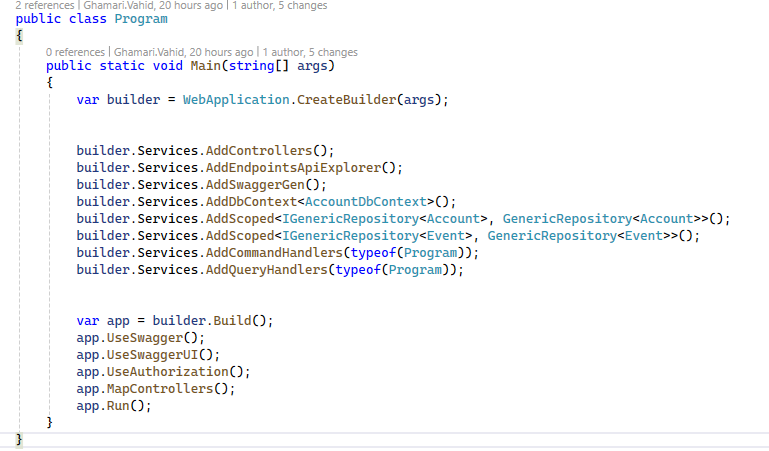 2 references | Ghamari.Vahid, 20 hours ago | 1 author, 5 changes
public class Program
{
0 references | Ghamari.Vahid, 20 hours ago | 1 author, 5 changes
public static void Main(string[] args)
{
var builder = WebApplication.CreateBuilder(args);
builder.Services.AddControllers();
builder.Services.AddEndpointsApiExplorer();
builder.Services.AddSwaggerGen();
builder.Services.AddDbContext<AccountDbContext>();
builder.Services.AddScoped<IGenericRepository<Account>, GenericRepository<Account>>();
builder.Services.AddScoped<IGenericRepository<Event>, GenericRepository<Event>>();
builder.Services.AddCommandHandlers(typeof(Program));
builder.Services.AddQueryHandlers(typeof(Program));
var app = builder.Build();
app.UseSwagger();
app.UseSwaggerUI();
app.UseAuthorization();
app.MapControllers();
app.Run();
}
}